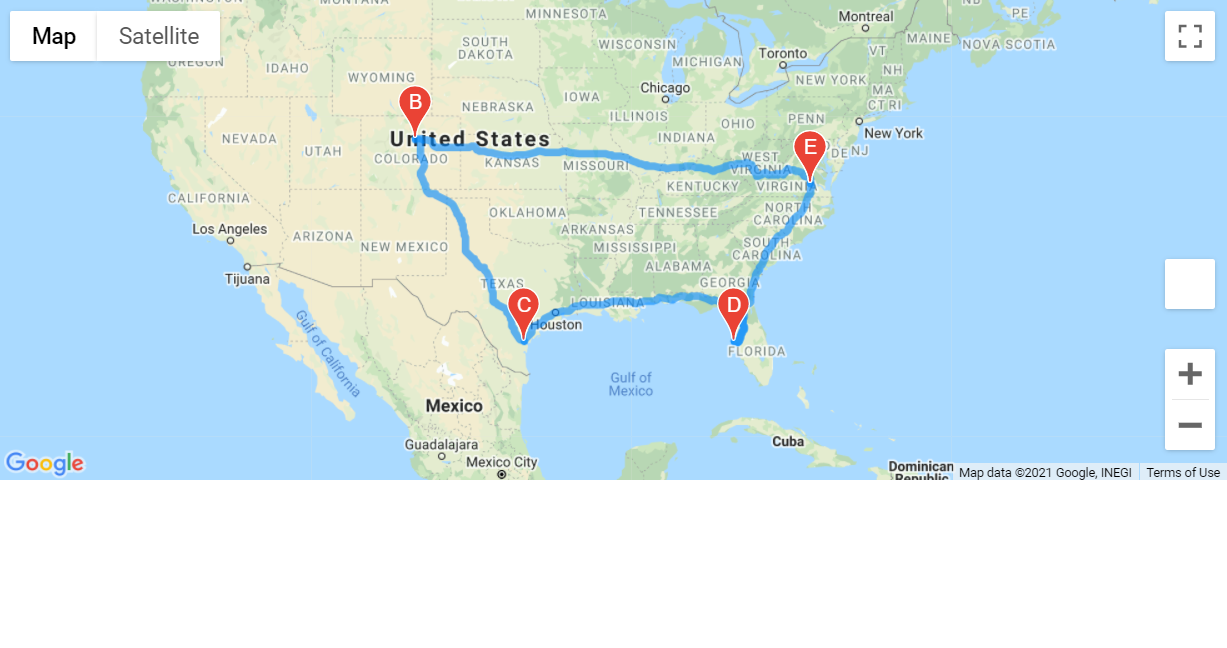 Map
Satellite
MINNESOTA
Montreal
PE
MAINE
NOVA SCOTIA
OREGON
IDAHO
SOUTH
DAKOTA
WISCONSIN
MICHIGAN
Toronto
VT
NH
WYOMING
NEBRASKA
IOWA
Chicago
NEW YORK
MA
CT RI
B
ILLINOIS
OHIO
PENN
New York
NEVADA
UTAH
United States
COLORADO
KANSAS
MISSOURI
INDIANA
WEST
VIRGINIA
E
DE
NJ
KENTUCKY
VIRGINIA
CALIFORNIA
OKLAHOMA
TENNESSEE
NORTH
CAROLINA
Los Angeles
ARIZONA
NEW MEXICO
ARKANSAS
MISSISSIPPI
SOUTH
CAROLINA
Tijuana
TEXAS
ALABAMA
GEORGIA
C
LOUISIANA
D
Houston
FLORIDA
Gulf of
California
Gulf of
Mexico
Mexico
Guadalajara
Mexico City
Cuba
Dominican
Republic
Google
Map data ©2021 Google, INEGI
Terms of Use